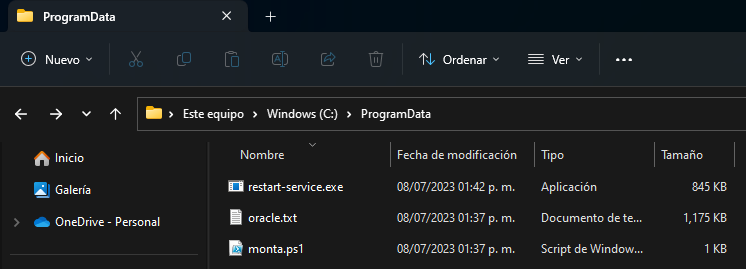 ProgramData
Nuevo
Ordenar
Ver
Este equipo
Windows (C:)
ProgramData
Inicio
Galería
OneDrive - Personal
Nombre Fecha de modificación Tipo Tamaño
restart-service.exe 08/07/2023 01:42 p. m. Aplicación 845 KB
oracle.txt 08/07/2023 01:37 p. m. Documento de te... 1,175 KB
monta.ps1 08/07/2023 01:37 p. m. Script de Window... 1 KB